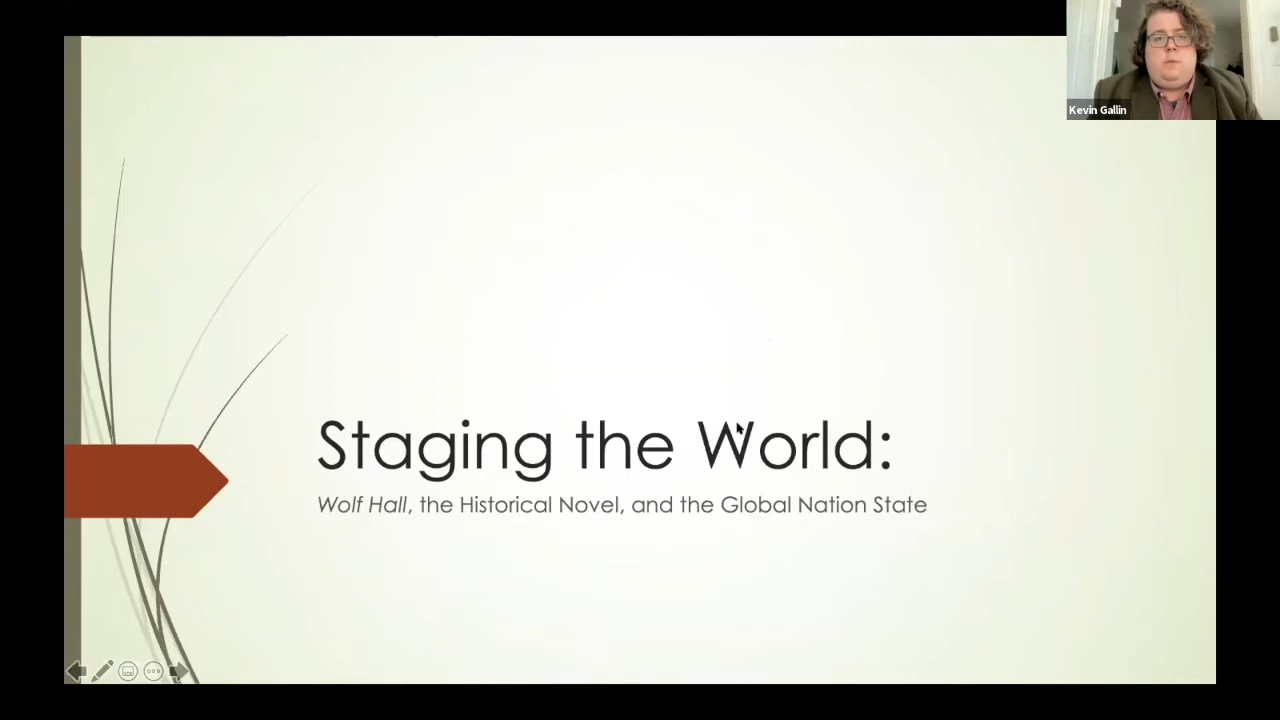 Kevin Gallin
Staging the World:
Wolf Hall, the Historical Novel, and the Global Nation State